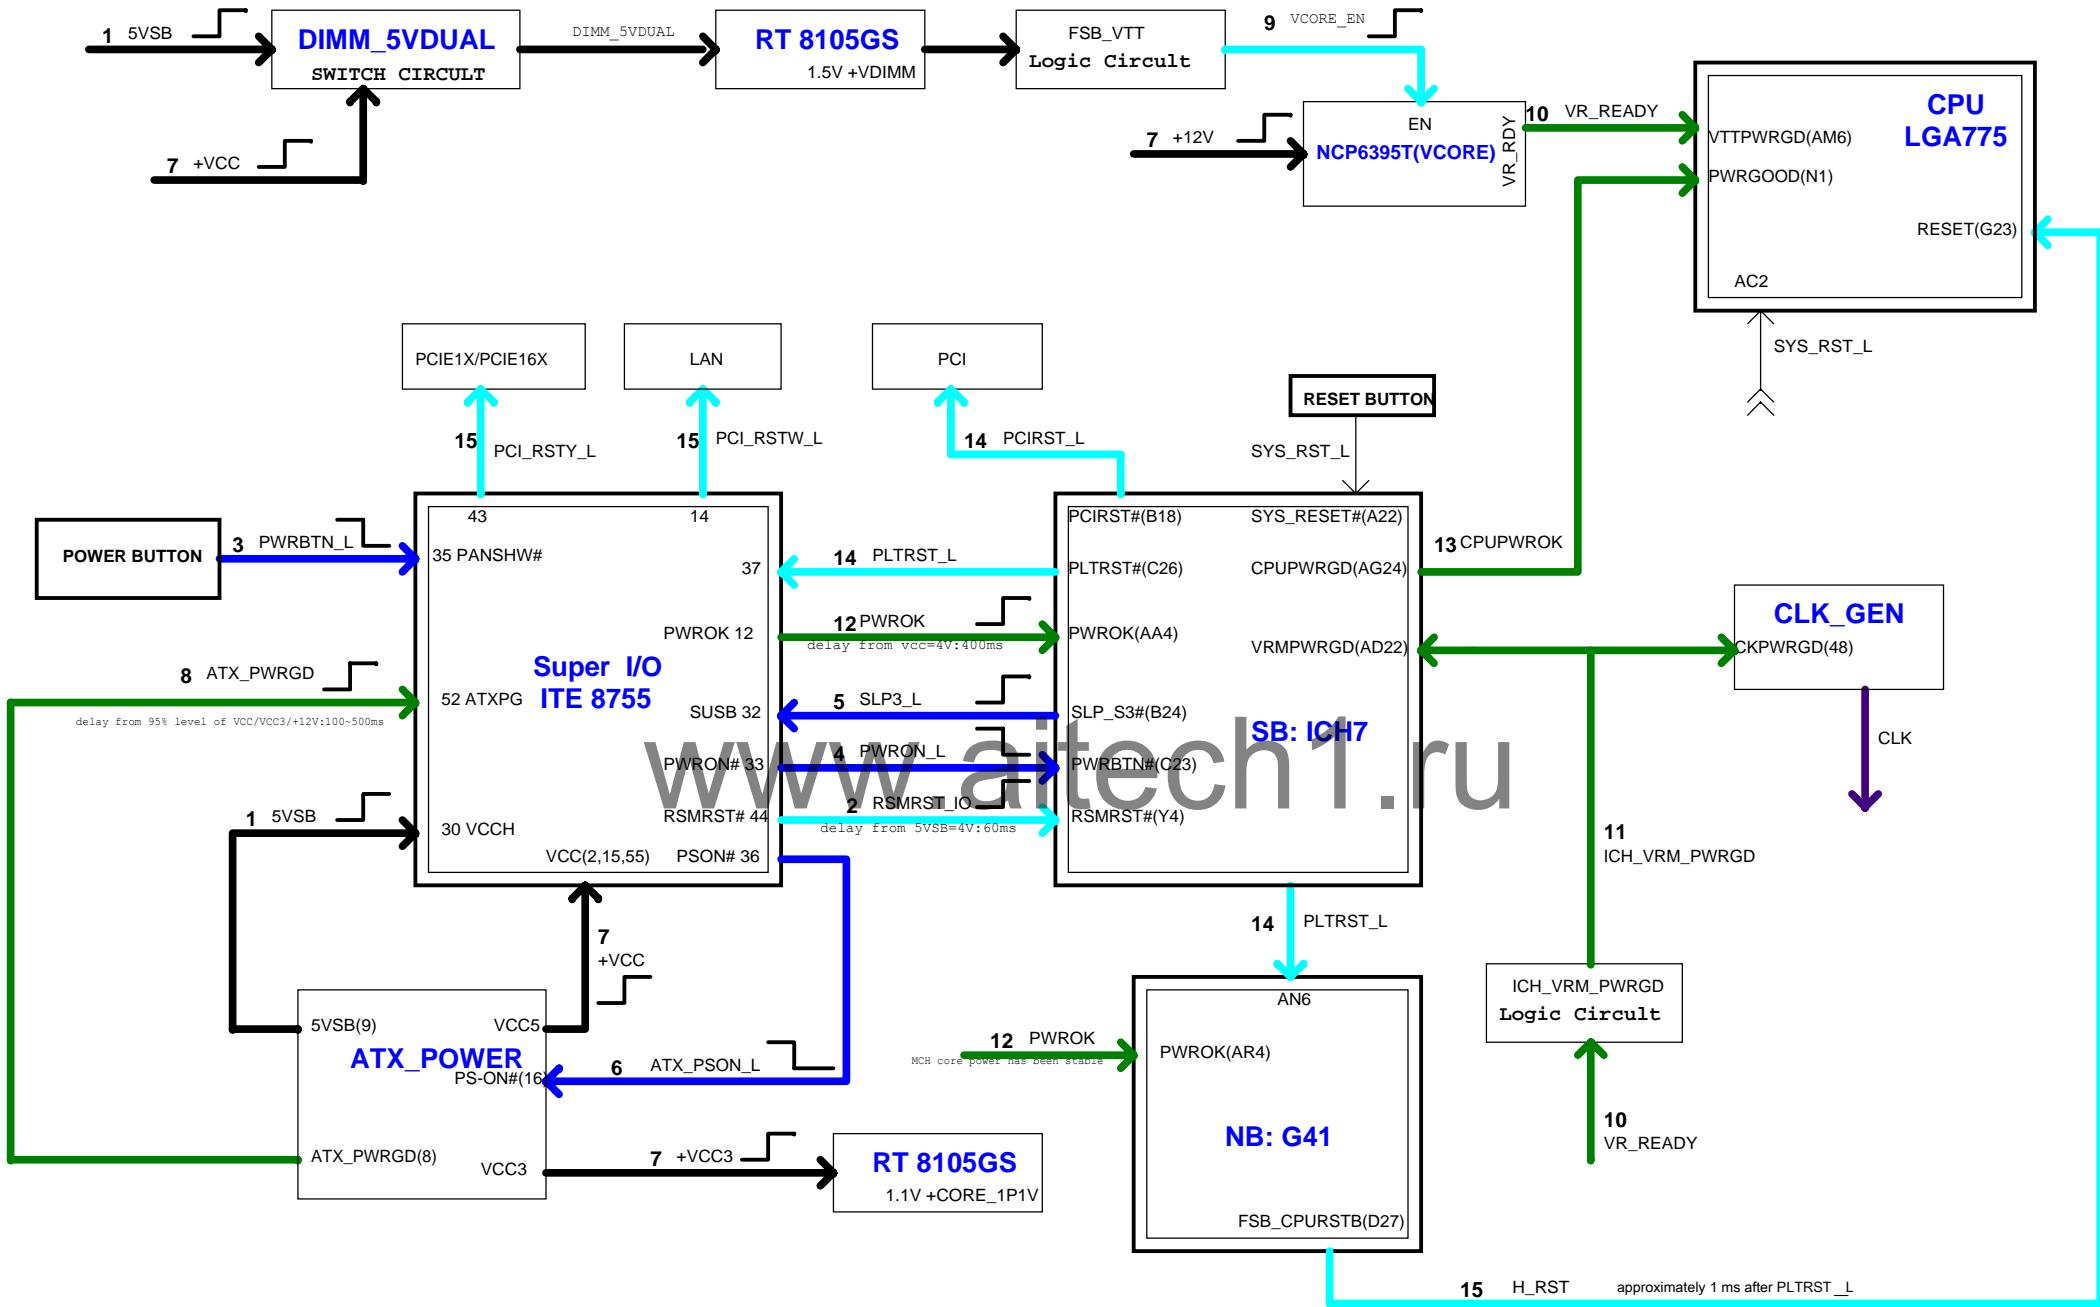 1 5VSB
DIMM_5VDUAL
SWITCH CIRCULT
DIMM_5VDUAL
RT 8105GS
1.5V +VDIMM
FSB_VTT
Logic Circult
9 VCORE_EN
7 +VCC
7 +12V
EN
NCP6395T(VCORE)
VR_RDY
10 VR_READY
CPU
LGA775
VTTPWRGD(AM6)
PWRGOOD(N1)
RESET(G23)
AC2
SYS_RST_L
PCIE1X/PCIE16X
LAN
PCI
RESET BUTTON
15 PCI_RSTY_L
15 PCI_RSTW_L
14 PCIRST_L
SYS_RST_L
POWER BUTTON
3 PWRBTN_L
43
14
35 PANSHW#
37
PWROK 12
Super I/O
ITE 8755
52 ATXPG
SUSB 32
PWRON# 33
RSMRST# 44
30 VCCH
VCC(2,15,55)
PSON# 36
8 ATX_PWRGD
delay from 95% level of VCC/VCC3/+12V:100~500ms
1 5VSB
14 PLTRST_L
12 PWROK
delay from vcc=4V:400ms
5 SLP3_L
4 PWRON_L
2 RSMRST_IO
delay from 5VSB=4V:60ms
PCIRST#(B18)
SYS_RESET#(A22)
PLTRST#(C26)
CPUPWRGD(AG24)
PWROK(AA4)
VRMPWRGD(AD22)
SLP_S3#(B24)
SB: ICH7
PWRBTN#(C23)
RSMRST#(Y4)
13 CPUPWROK
CLK_GEN
CKPWRGD(48)
CLK
www.aitech1.ru
11
ICH_VRM_PWRGD
7
+VCC
5VSB(9)
VCC5
ATX_POWER
PS-ON#(16)
ATX_PWRGD(8)
VCC3
6 ATX_PSON_L
7 +VCC3
RT 8105GS
1.1V +CORE_1P1V
14 PLTRST_L
AN6
12 PWROK
MCH core power has been stable
PWROK(AR4)
NB: G41
FSB_CPURSTB(D27)
ICH_VRM_PWRGD
Logic Circult
10
VR_READY
15 H_RST approximately 1 ms after PLTRST_L